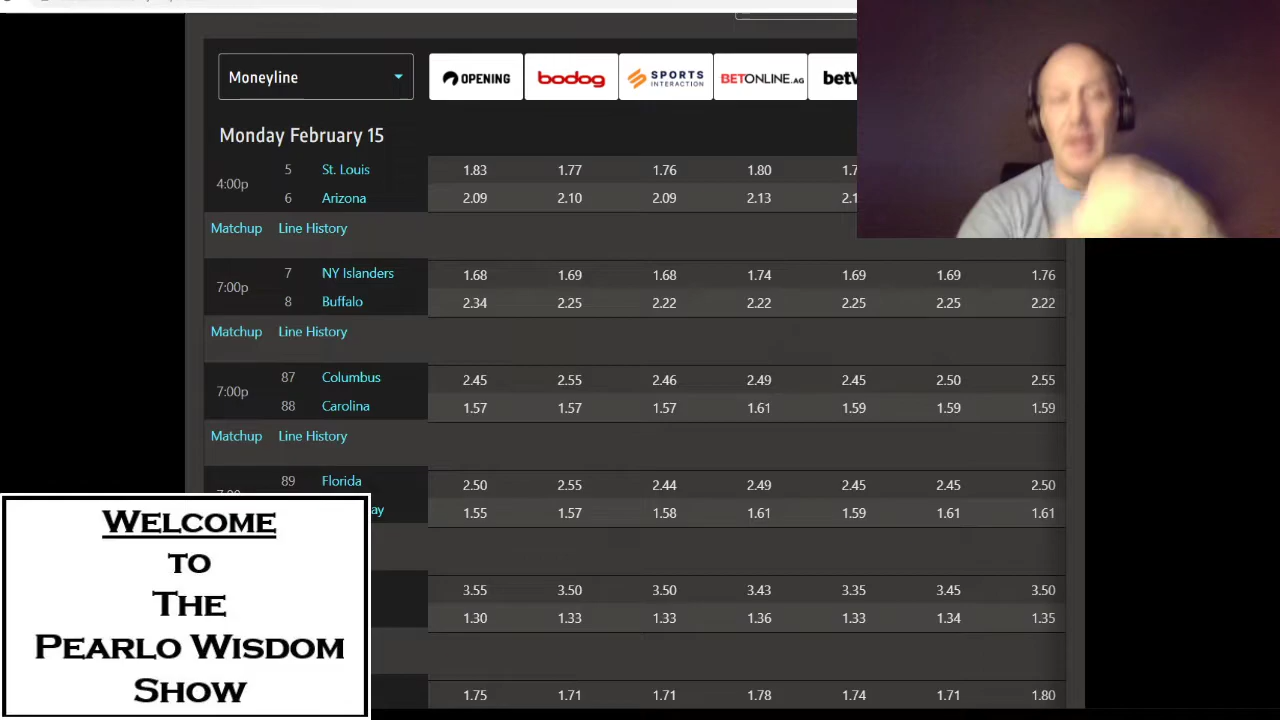 Moneyline
OPENING
bodog
SPORTS
INTERACTION
BETONLINE.AG
Monday February 15
4:00p
5 St. Louis 1.83 1.77 1.76 1.80
6 Arizona 2.09 2.10 2.09 2.13
Matchup Line History
7:00p
7 NY Islanders 1.68 1.69 1.68 1.74 1.69 1.69 1.76
8 Buffalo 2.34 2.25 2.22 2.22 2.25 2.25 2.22
Matchup Line History
7:00p
87 Columbus 2.45 2.55 2.46 2.49 2.45 2.50 2.55
88 Carolina 1.57 1.57 1.57 1.61 1.59 1.59 1.59
Matchup Line History
89 Florida 2.50 2.55 2.44 2.49 2.45 2.45 2.50
ay 1.55 1.57 1.58 1.61 1.59 1.61 1.61
3.55 3.50 3.50 3.43 3.35 3.45 3.50
1.30 1.33 1.33 1.36 1.33 1.34 1.35
1.75 1.71 1.71 1.78 1.74 1.71 1.80
WELCOME
TO
THE
PEARLO WISDOM
SHOW